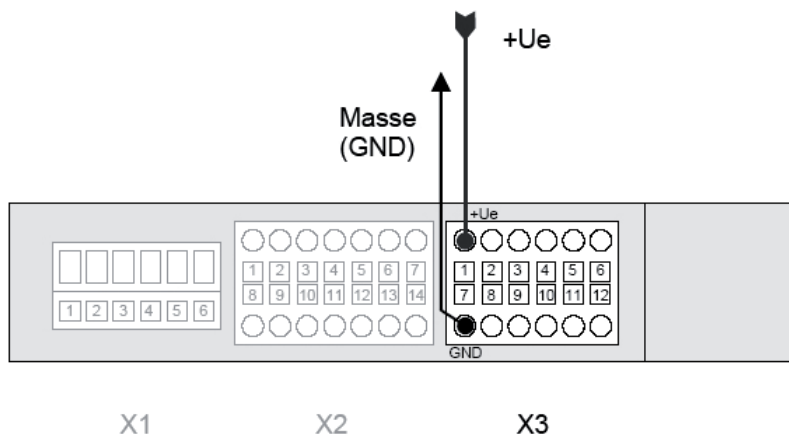 +Ue
Masse
(GND)
+Ue
1 2 3 4 5 6 7
1 2 3 4 5 6
8 9 10 11 12 13 14
7 8 9 10 11 12
1 2 3 4 5 6
GND
X1 X2 X3